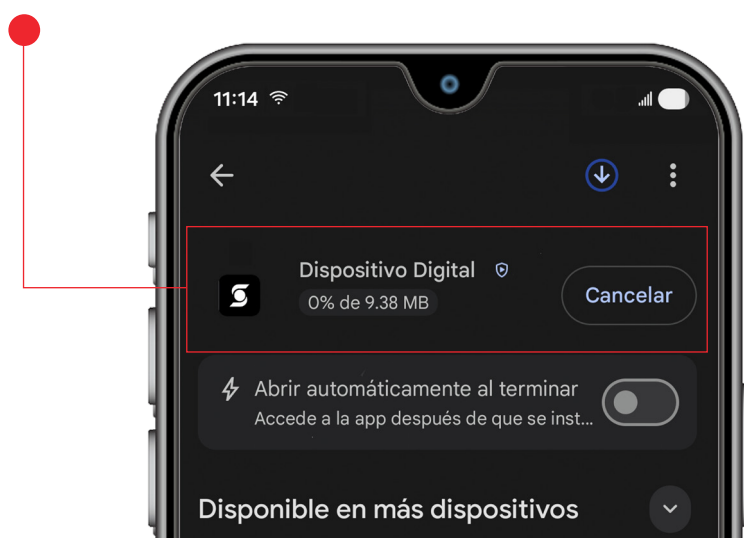 11:14
Dispositivo Digital
0% de 9.38 MB
Cancelar
Abrir automáticamente al terminar
Accede a la app después de que se inst...
Disponible en más dispositivos